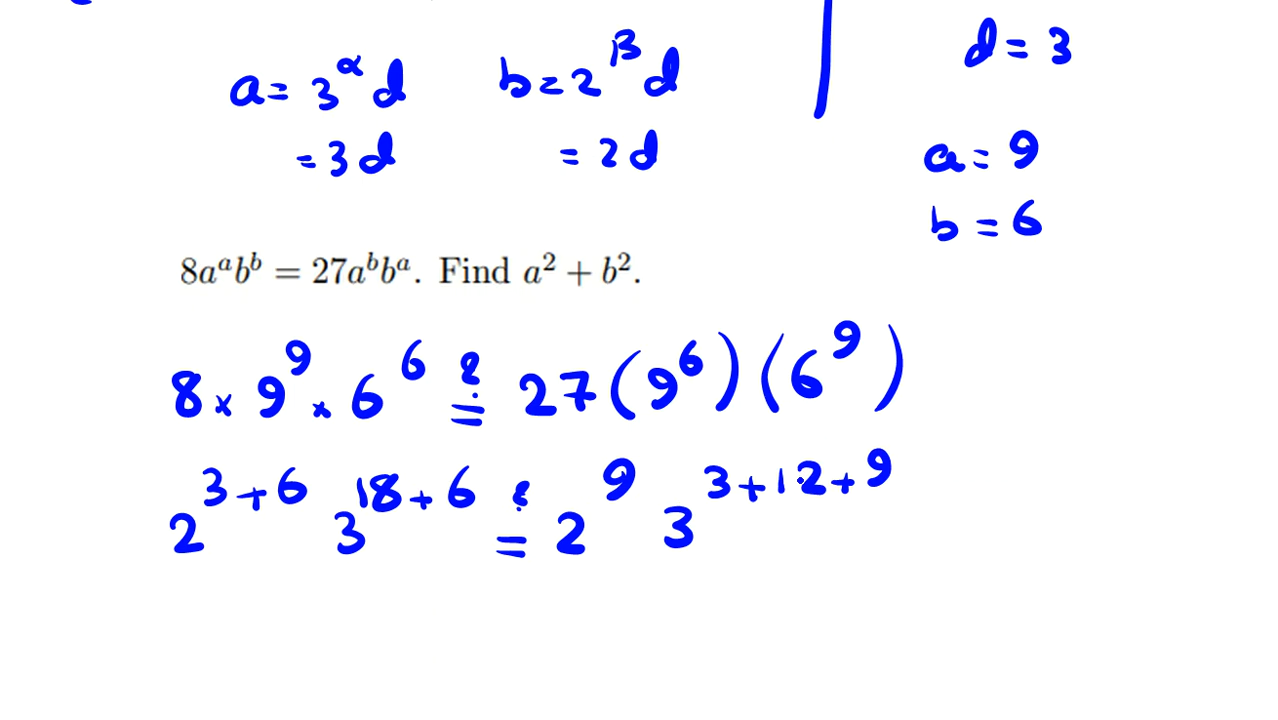 a = 3^α d   b = 2^β d   d = 3
= 3d   = 2d   a = 9
b = 6
8a^a b^b = 27a^b b^a. Find a^2 + b^2.
8 × 9^9 × 6^6 ≟ 27(9^6)(6^9)
2^{3+6} 3^{18+6} ≟ 2^9 3^{3+12+9}